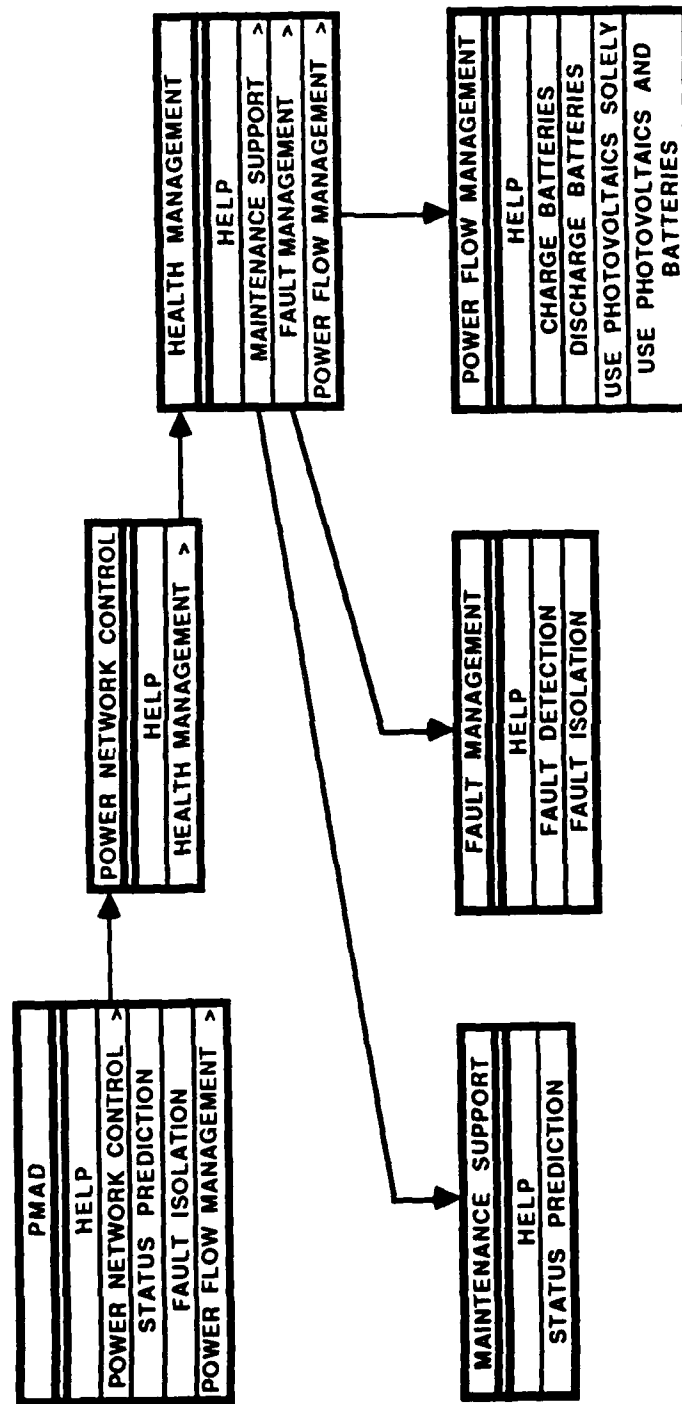 PMAD
HELP
POWER NETWORK CONTROL >
STATUS PREDICTION
FAULT ISOLATION
POWER FLOW MANAGEMENT >
POWER NETWORK CONTROL
HELP
HEALTH MANAGEMENT >
HEALTH MANAGEMENT
HELP
MAINTENANCE SUPPORT >
FAULT MANAGEMENT >
POWER FLOW MANAGEMENT >
MAINTENANCE SUPPORT
HELP
STATUS PREDICTION
FAULT MANAGEMENT
HELP
FAULT DETECTION
FAULT ISOLATION
POWER FLOW MANAGEMENT
HELP
CHARGE BATTERIES
DISCHARGE BATTERIES
USE PHOTOVOLTAICS SOLELY
USE PHOTOVOLTAICS AND
BATTERIES